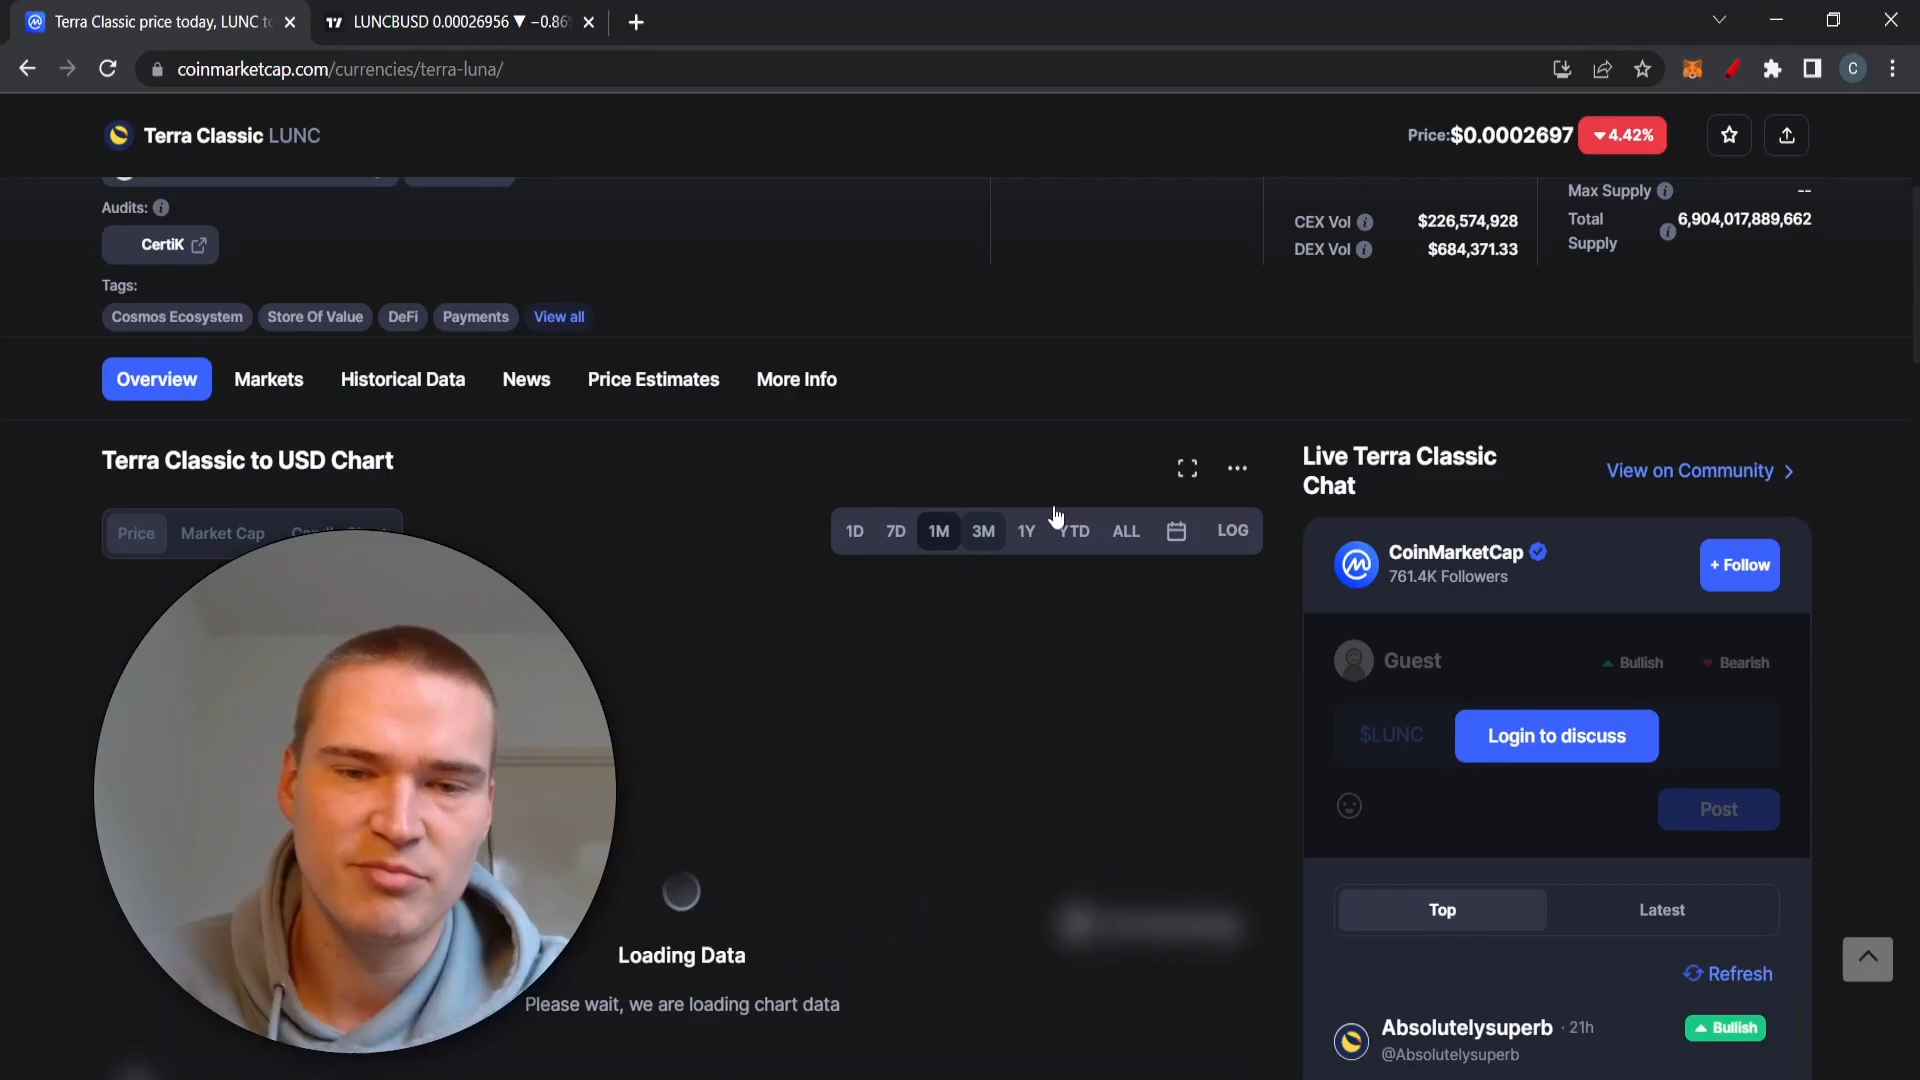 Terra Classic price today, LUNC to
LUNCBUSD 0.00026956 ▼ −0.86
coinmarketcap.com/currencies/terra-luna/
C
Terra Classic LUNC
Price:$0.0002697 ▼4.42%
Audits:
CertiK
Tags:
Cosmos Ecosystem Store Of Value DeFi Payments View all
CEX Vol $226,574,928
DEX Vol $684,371.33
Max Supply --
Total Supply 6,904,017,889,662
Overview Markets Historical Data News Price Estimates More Info
Terra Classic to USD Chart
Price Market Cap
1D 7D 1M 3M 1Y YTD ALL LOG
Loading Data
Please wait, we are loading chart data
Live Terra Classic
Chat
View on Community
CoinMarketCap
761.4K Followers
+ Follow
Guest Bullish Bearish
$LUNC Login to discuss
Post
Top Latest
Refresh
Absolutelysuperb · 21h Bullish
@Absolutelysuperb